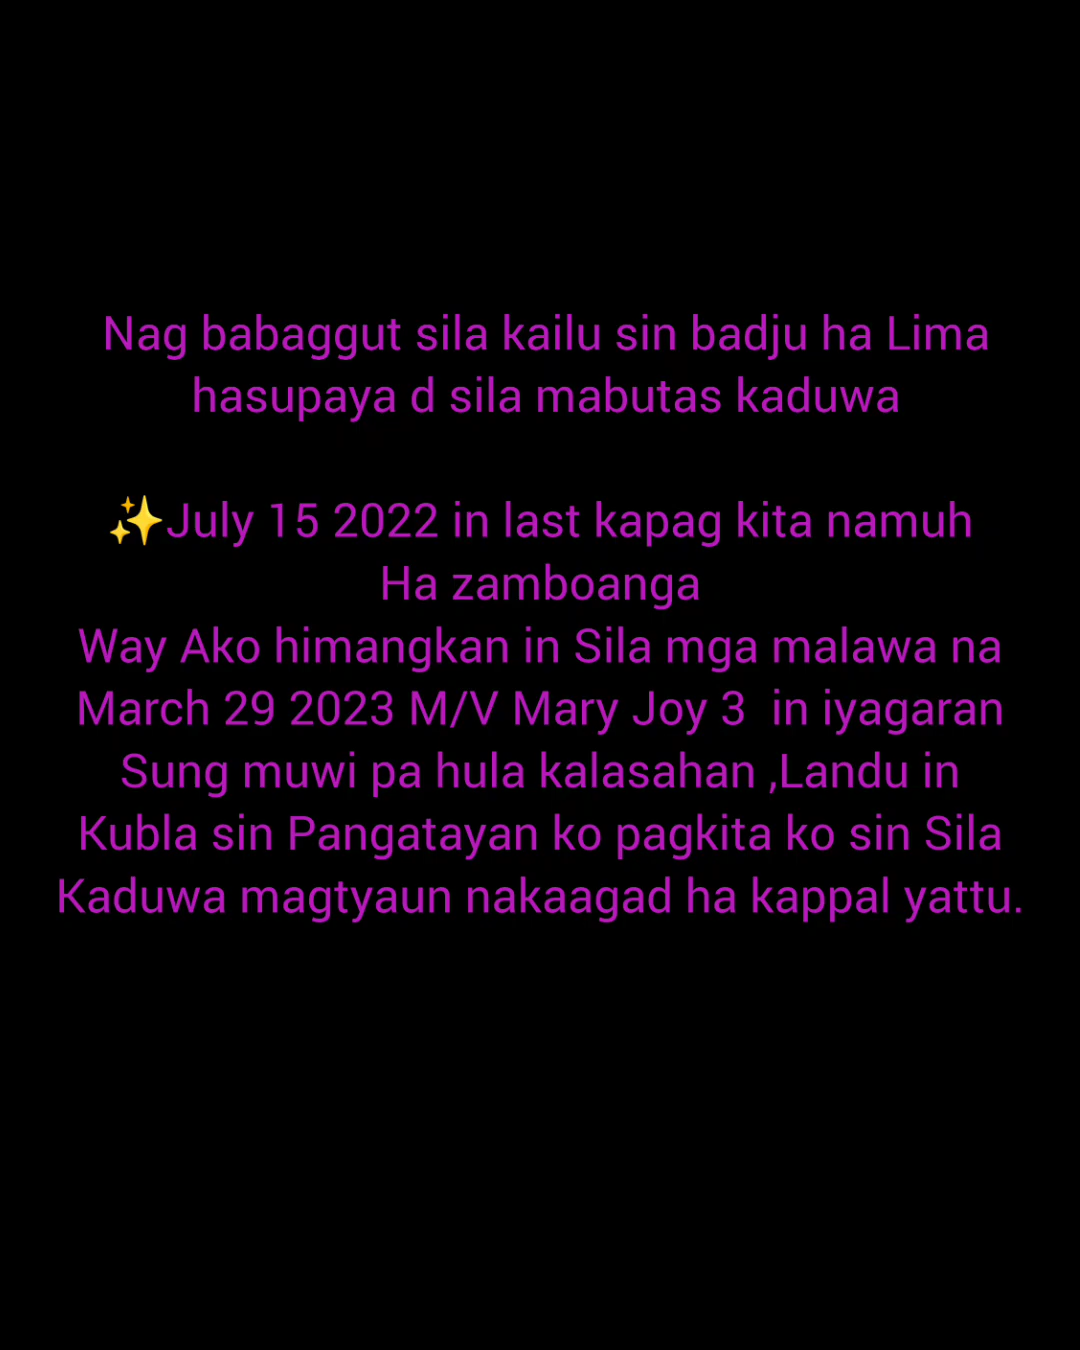 Nag babaggut sila kailu sin badju ha Lima
hasupaya d sila mabutas kaduwa
✨July 15 2022 in last kapag kita namuh
Ha zamboanga
Way Ako himangkan in Sila mga malawa na
March 29 2023 M/V Mary Joy 3  in iyagaran
Sung muwi pa hula kalasahan ,Landu in
Kubla sin Pangatayan ko pagkita ko sin Sila
Kaduwa magtyaun nakaagad ha kappal yattu.